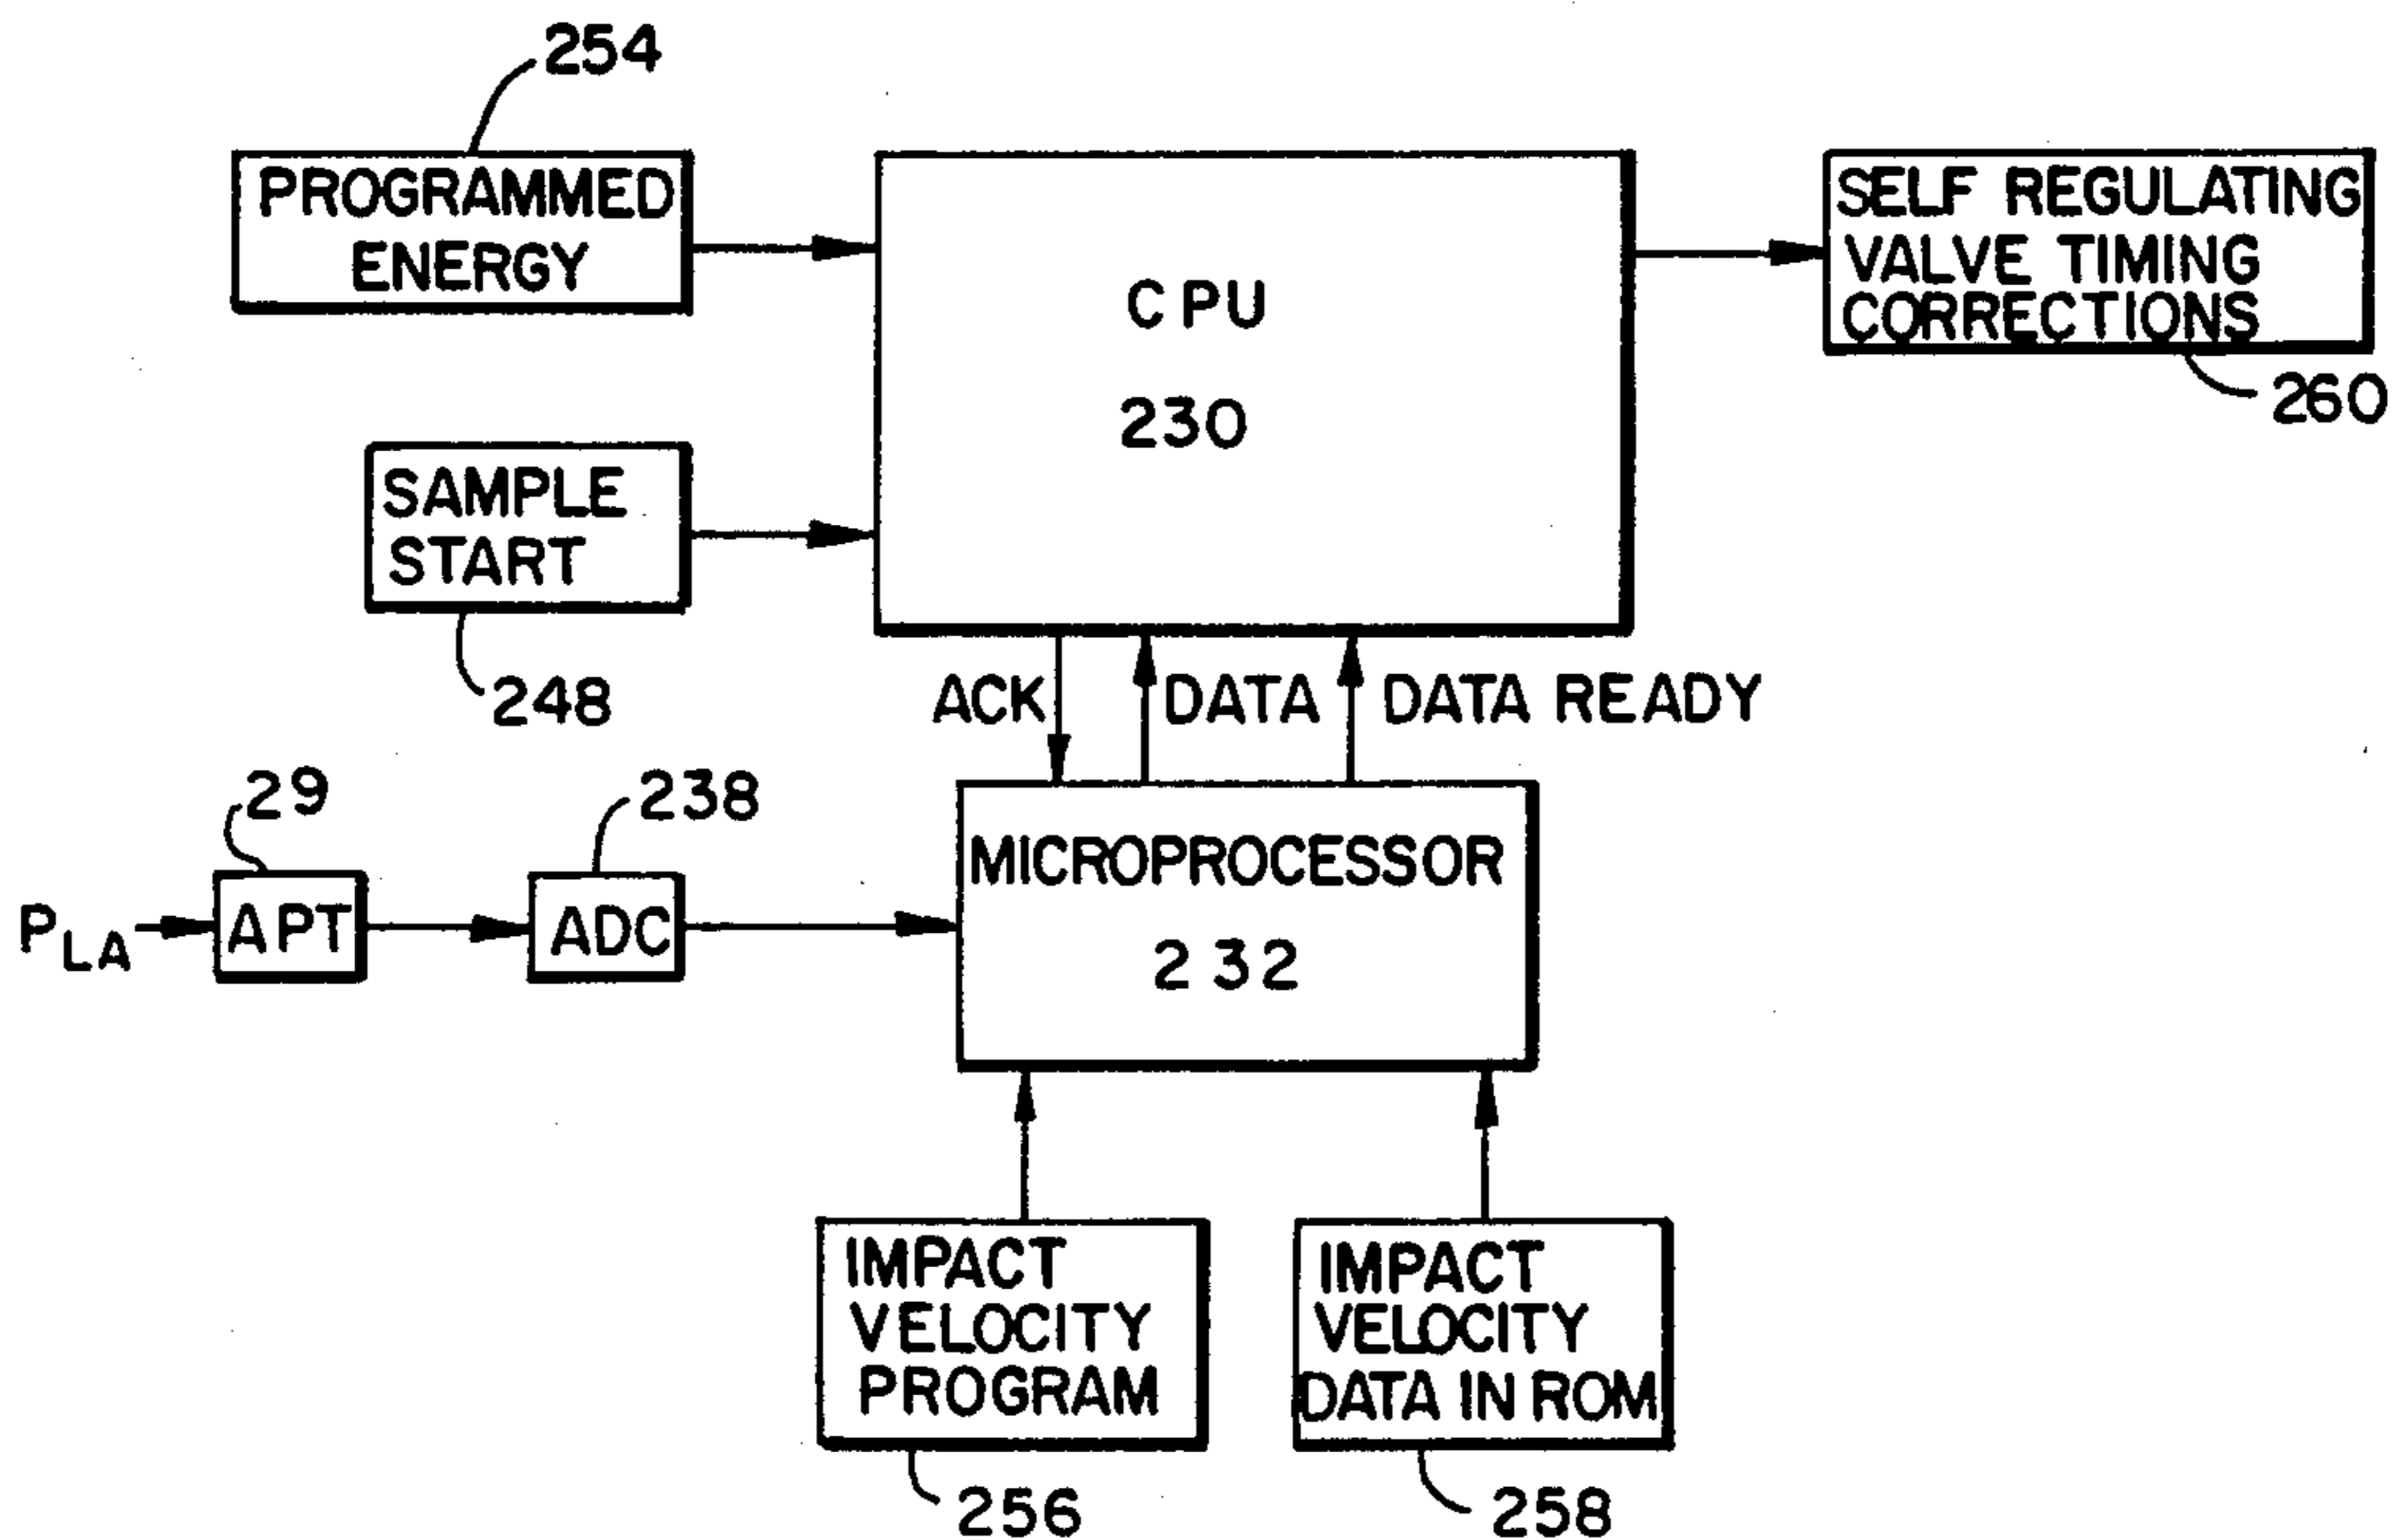 254
PROGRAMMED
ENERGY
CPU
230
SELF REGULATING
VALVE TIMING
CORRECTIONS
260
SAMPLE
START
248
ACK
DATA
DATA READY
29
238
PLA
APT
ADC
MICROPROCESSOR
232
IMPACT
VELOCITY
PROGRAM
256
IMPACT
VELOCITY
DATA IN ROM
258